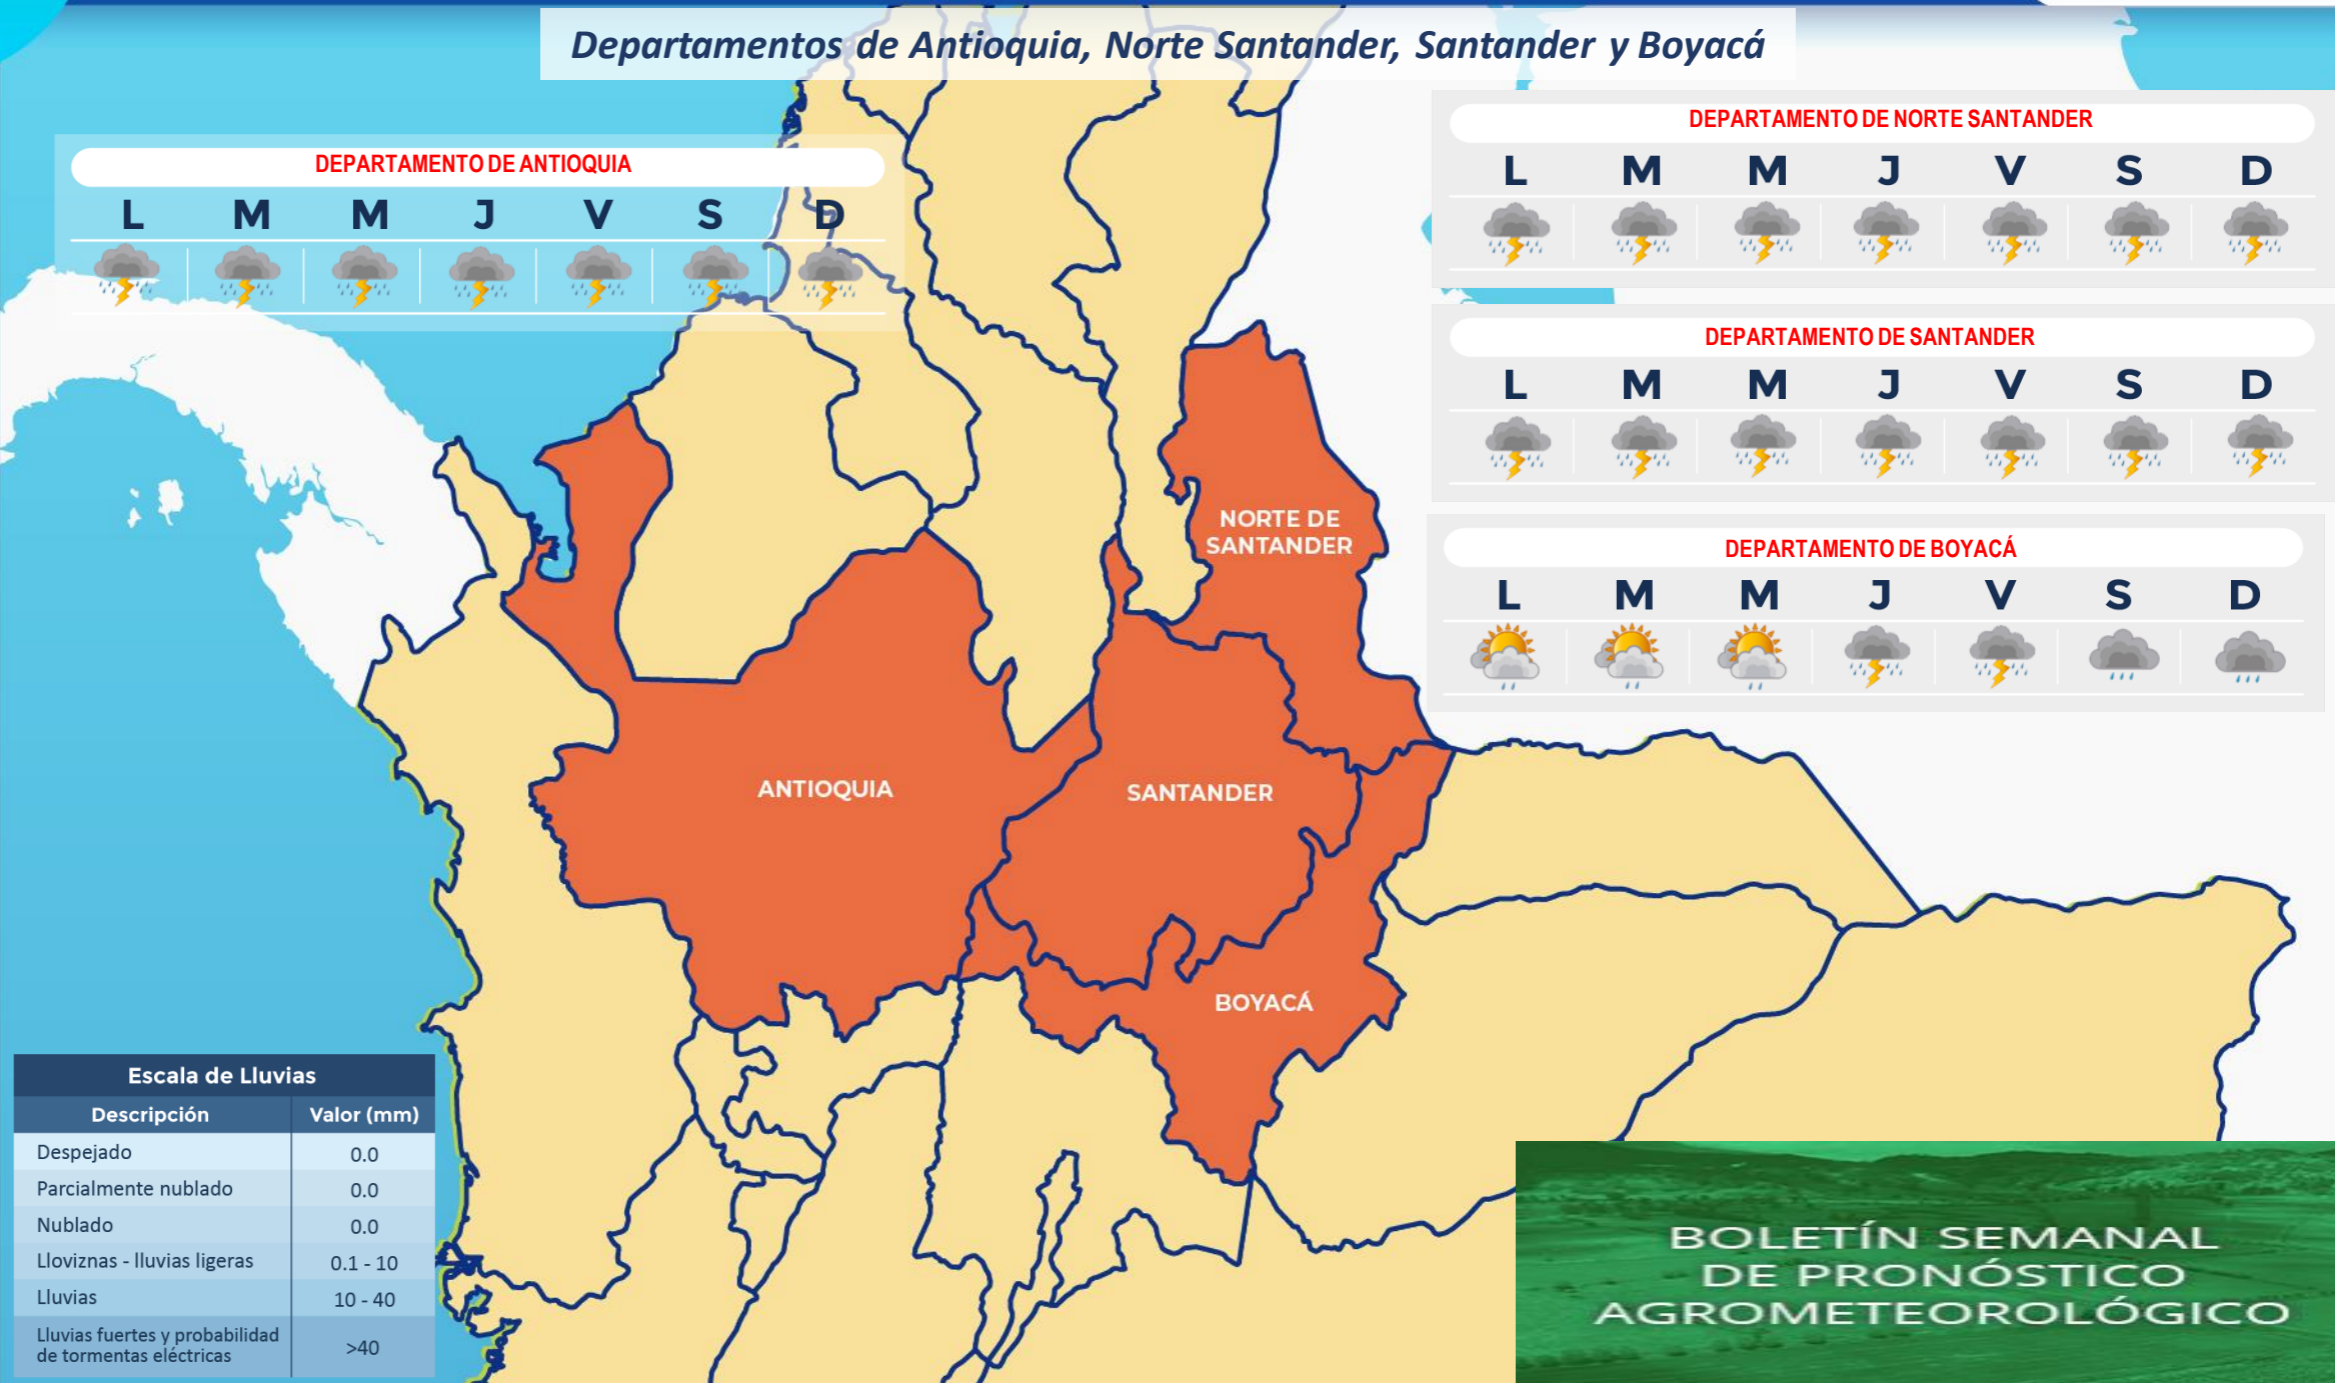 Departamentos de Antioquia, Norte Santander, Santander y Boyacá
DEPARTAMENTO DE ANTIOQUIA
L M M J V S D
DEPARTAMENTO DE NORTE SANTANDER
L M M J V S D
DEPARTAMENTO DE SANTANDER
L M M J V S D
DEPARTAMENTO DE BOYACÁ
L M M J V S D
NORTE DE
SANTANDER
ANTIOQUIA
SANTANDER
BOYACÁ
Escala de Lluvias
Descripción Valor (mm)
Despejado 0.0
Parcialmente nublado 0.0
Nublado 0.0
Lloviznas - lluvias ligeras 0.1 - 10
Lluvias 10 - 40
Lluvias fuertes y probabilidad
de tormentas eléctricas >40
BOLETÍN SEMANAL
DE PRONÓSTICO
AGROMETEOROLÓGICO